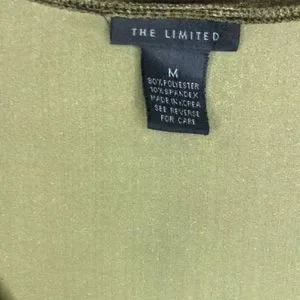 THE LIMITED
M
90% POLYESTER
10% SPANDEX
MADE IN KOREA
SEE REVERSE
FOR CARE